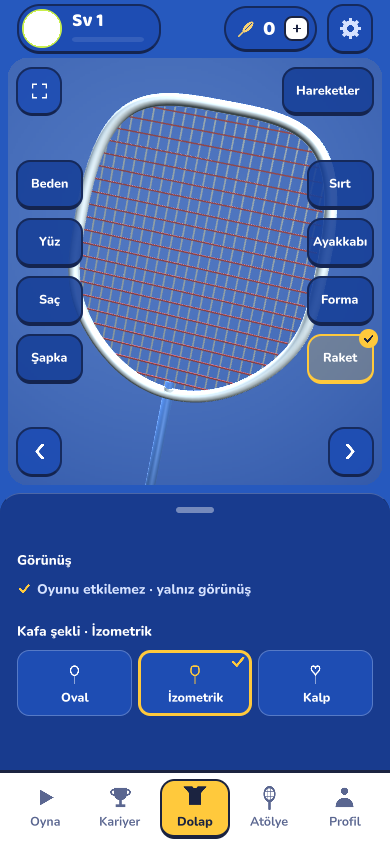 Sv 1
0
+
Hareketler
Beden
Sırt
Yüz
Ayakkabı
Saç
Forma
Şapka
Raket
Görünüş
Oyunu etkilemez · yalnız görünüş
Kafa şekli · İzometrik
Oval
İzometrik
Kalp
Oyna
Kariyer
Dolap
Atölye
Profil